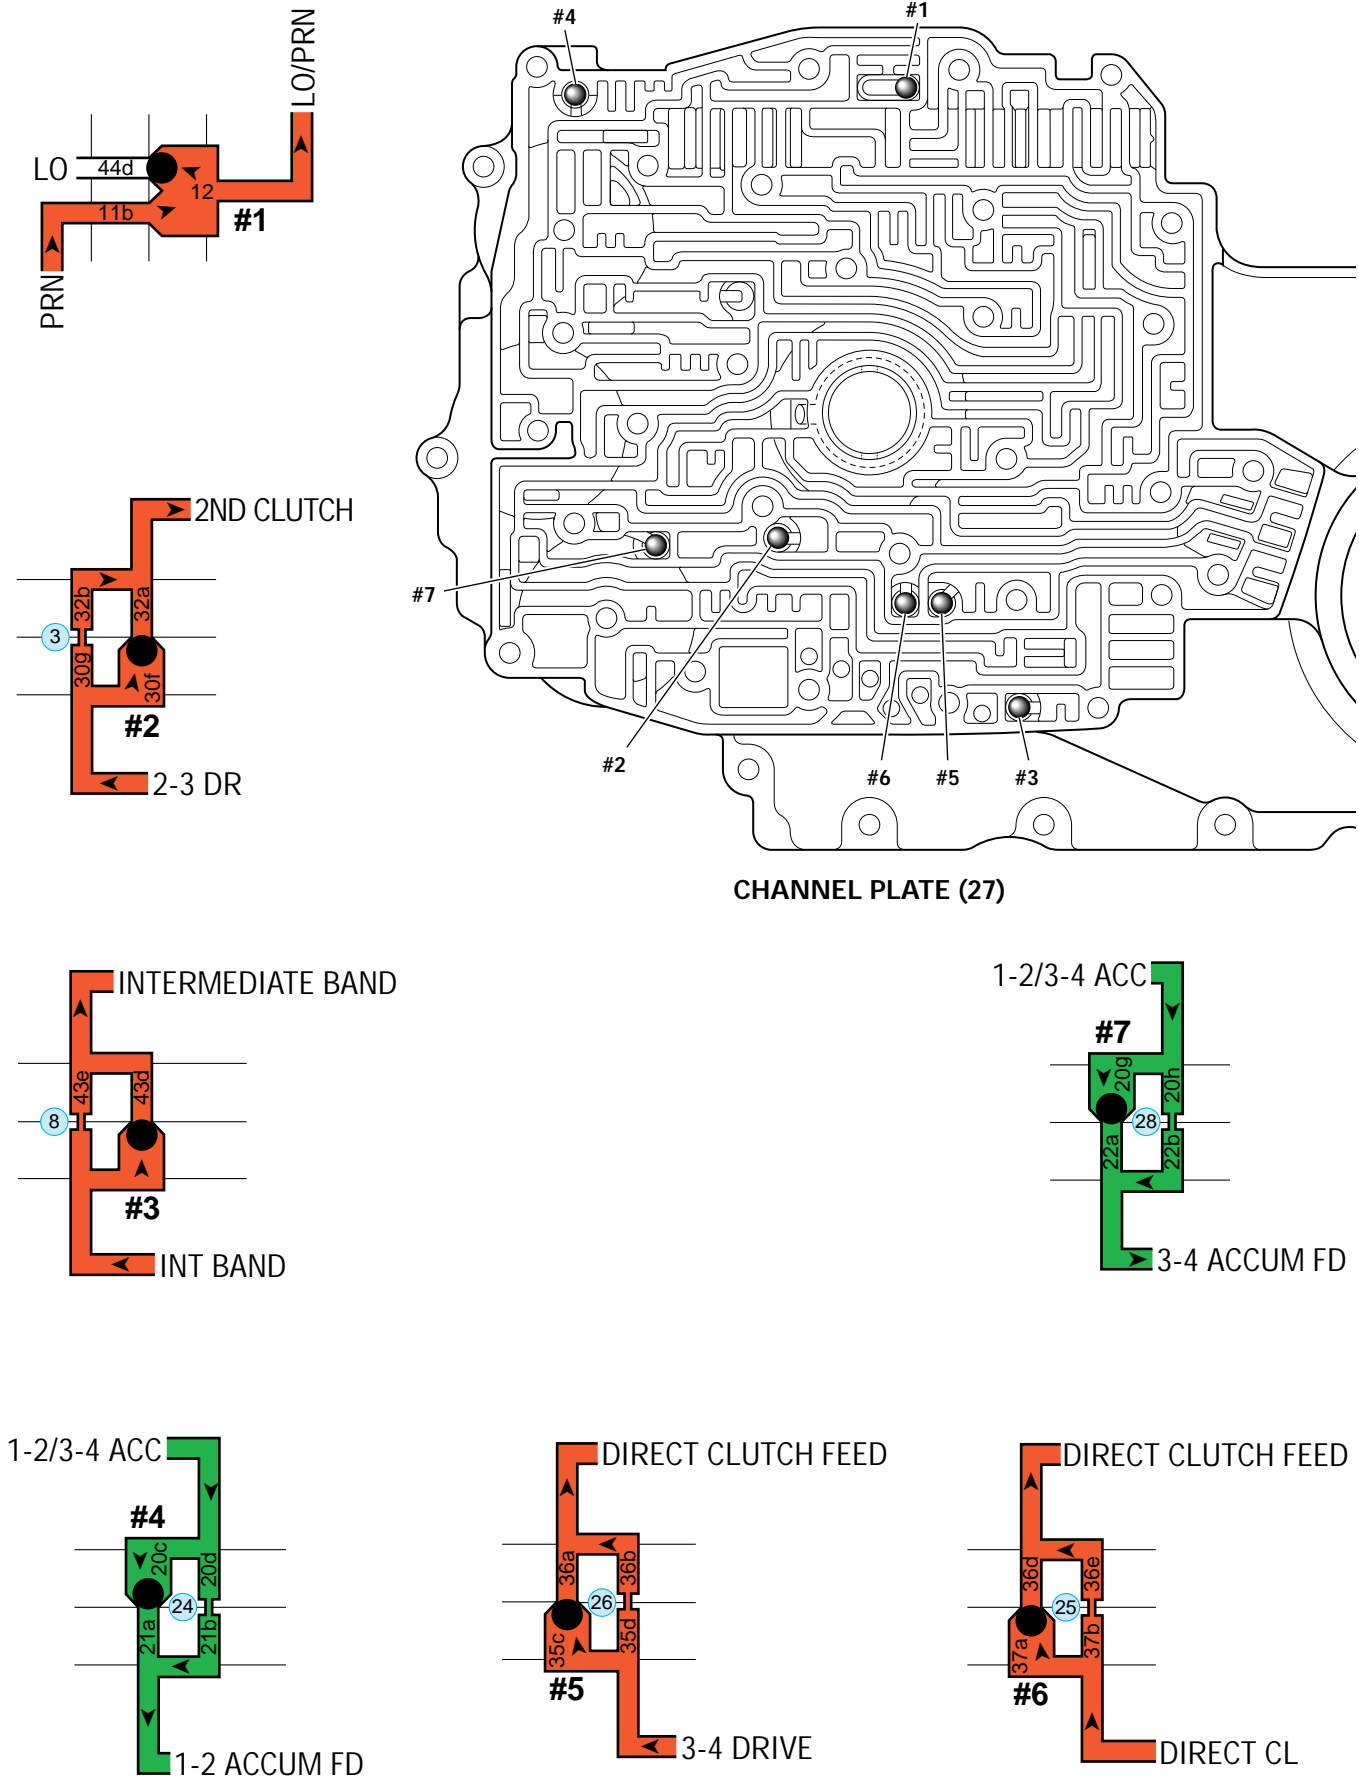 #4
#1
LO/PRN
LO
44d
12
11b
#1
PRN
2ND CLUTCH
32b
32a
3
30g
30f
#2
2-3 DR
#7
#2
#6
#5
#3
CHANNEL PLATE (27)
INTERMEDIATE BAND
43e
43d
8
#3
INT BAND
1-2/3-4 ACC
#7
20g
20h
28
22a
22b
3-4 ACCUM FD
1-2/3-4 ACC
#4
20c
20d
24
21a
21b
1-2 ACCUM FD
DIRECT CLUTCH FEED
36a
36b
26
35c
35d
#5
3-4 DRIVE
DIRECT CLUTCH FEED
36d
36e
25
37a
37b
#6
DIRECT CL